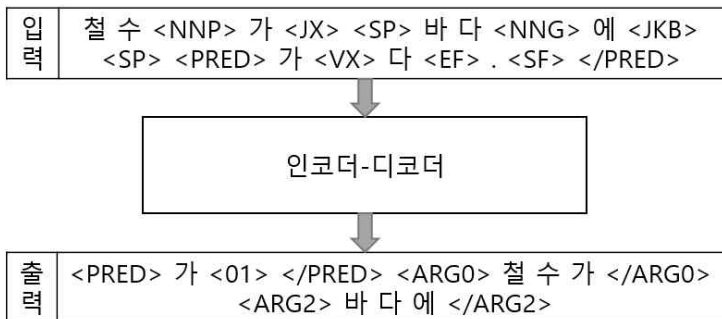 입력
철 수 <NNP> 가 <JX> <SP> 바 다 <NNG> 에 <JKB>
<SP> <PRED> 가 <VX> 다 <EF> . <SF> </PRED>
인코더-디코더
출력
<PRED> 가 <01> </PRED> <ARG0> 철 수 가 </ARG0>
<ARG2> 바 다 에 </ARG2>